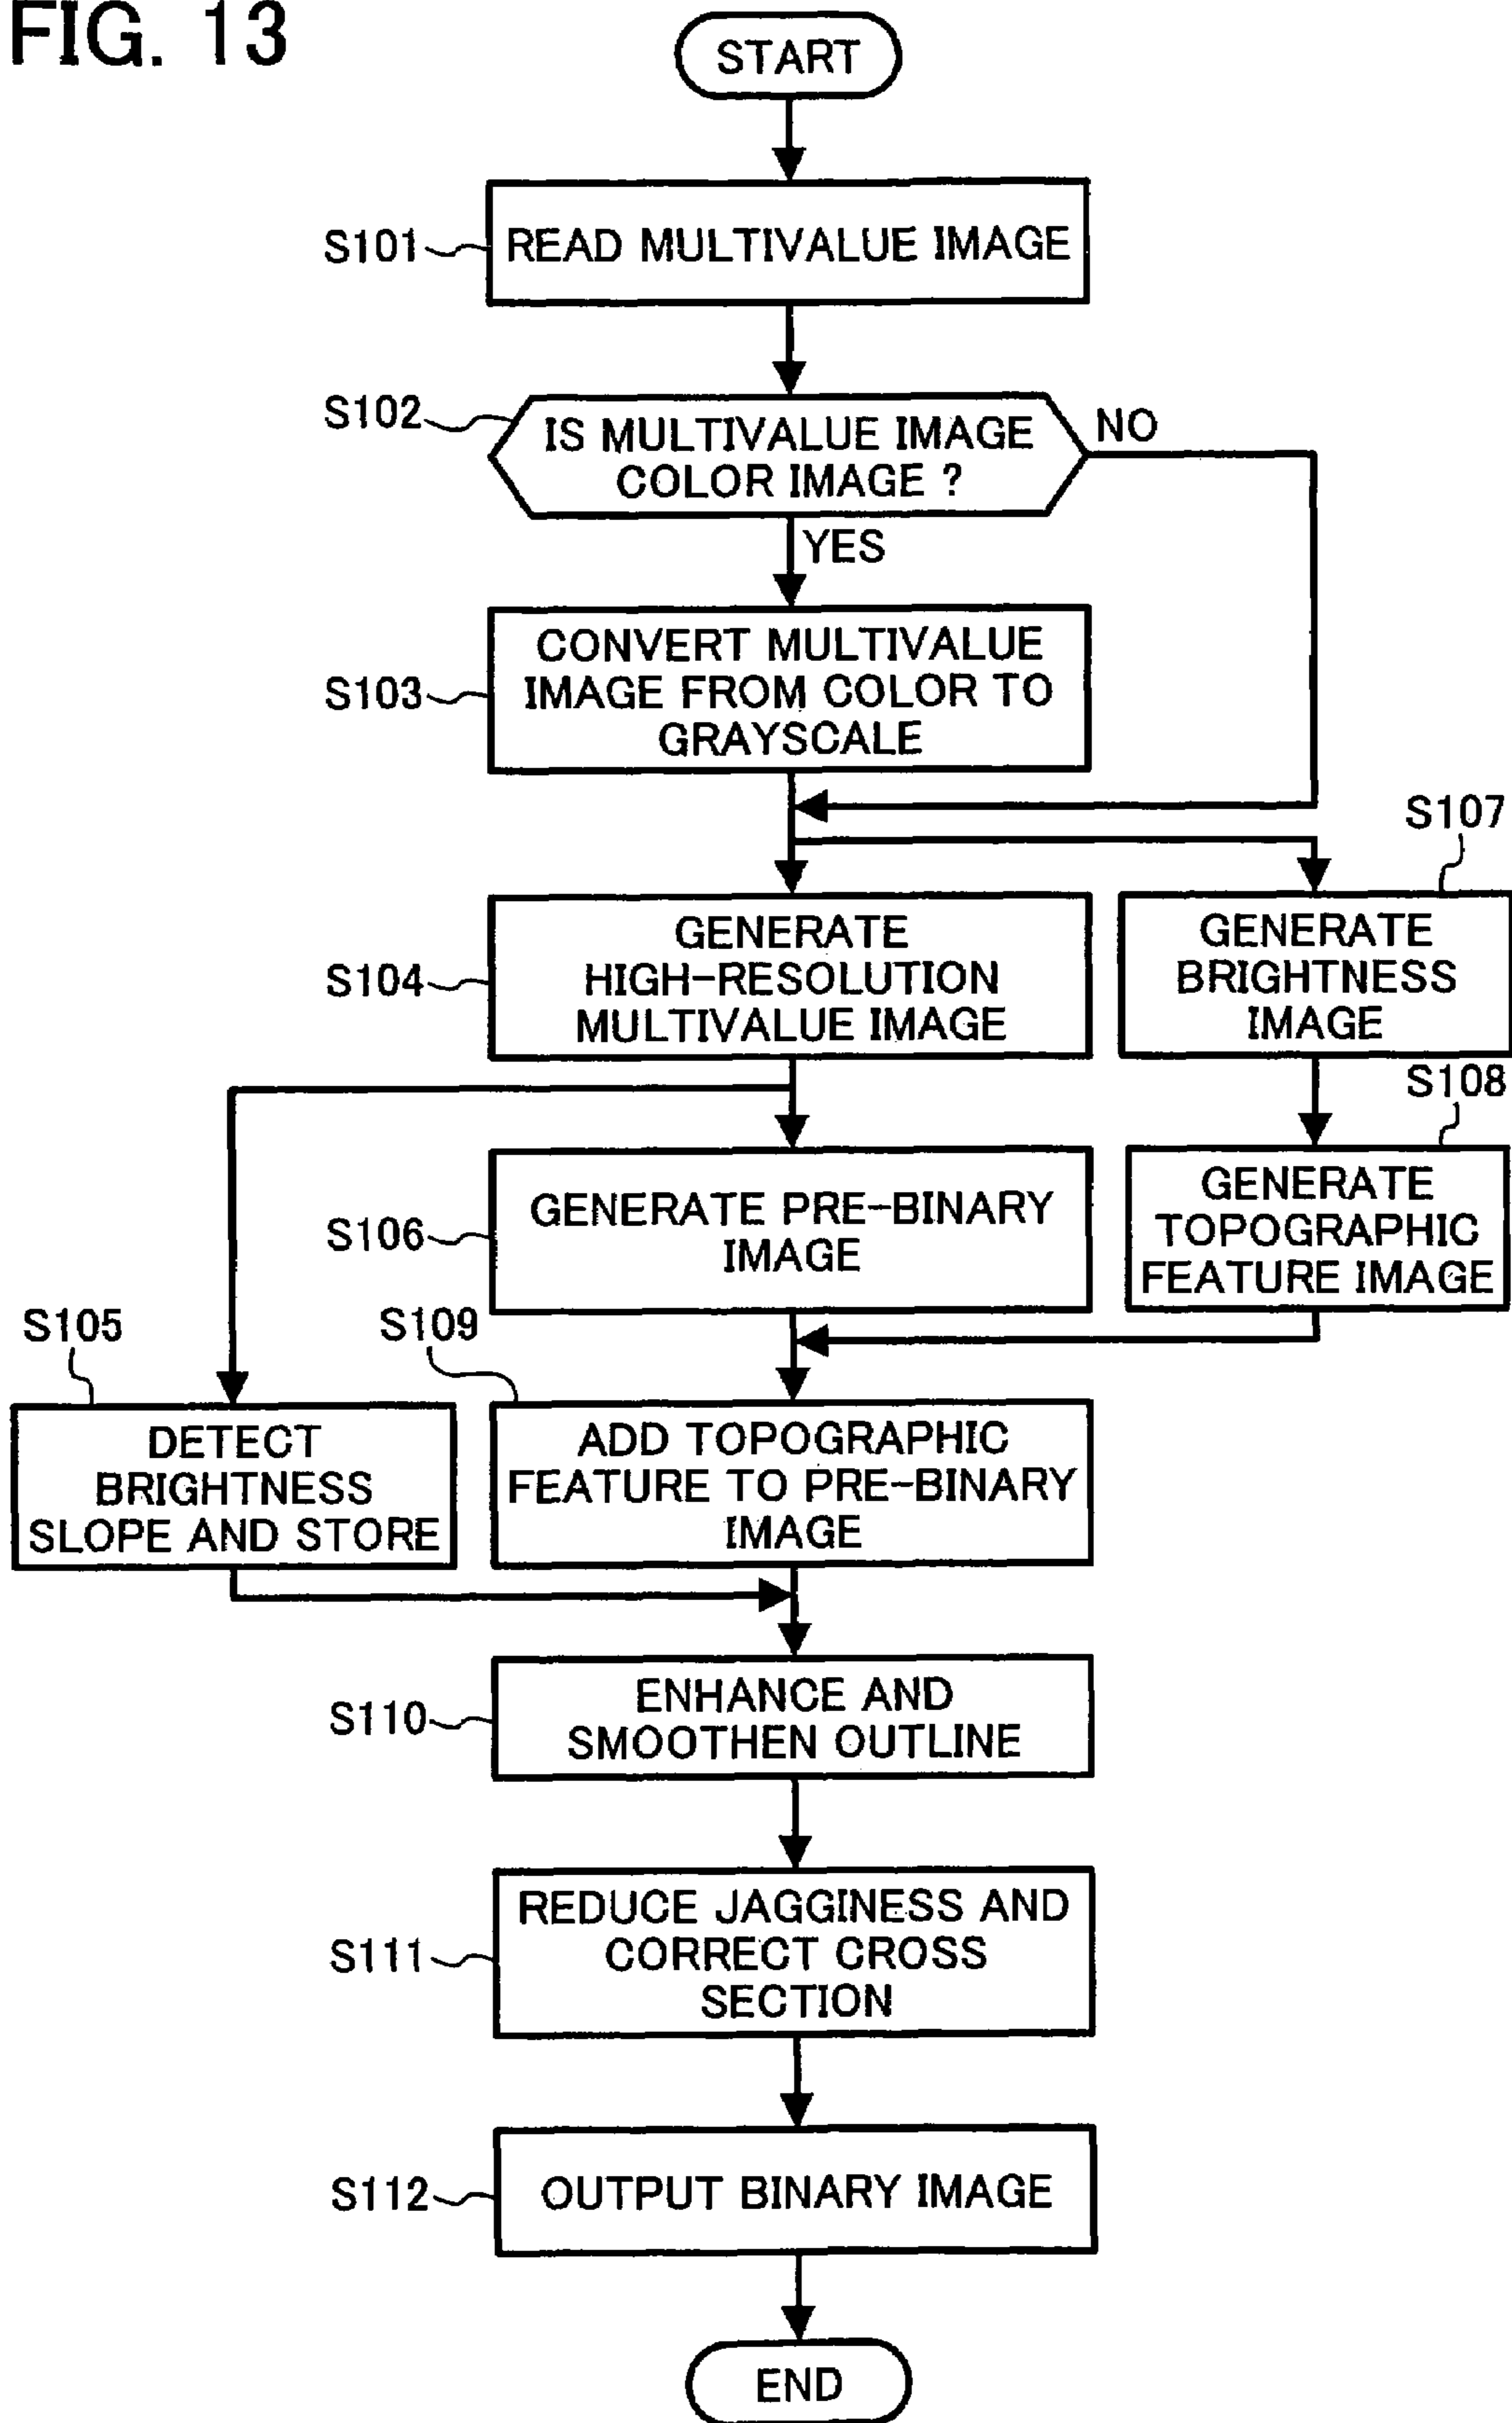 FIG. 13
START
S101
READ MULTIVALUE IMAGE
S102
IS MULTIVALUE IMAGE
COLOR IMAGE ?
NO
YES
S103
CONVERT MULTIVALUE
IMAGE FROM COLOR TO
GRAYSCALE
S107
S104
GENERATE
HIGH-RESOLUTION
MULTIVALUE IMAGE
GENERATE
BRIGHTNESS
IMAGE
S108
S106
GENERATE PRE-BINARY
IMAGE
GENERATE
TOPOGRAPHIC
FEATURE IMAGE
S105
S109
DETECT
BRIGHTNESS
SLOPE AND STORE
ADD TOPOGRAPHIC
FEATURE TO PRE-BINARY
IMAGE
S110
ENHANCE AND
SMOOTHEN OUTLINE
S111
REDUCE JAGGINESS AND
CORRECT CROSS
SECTION
S112
OUTPUT BINARY IMAGE
END